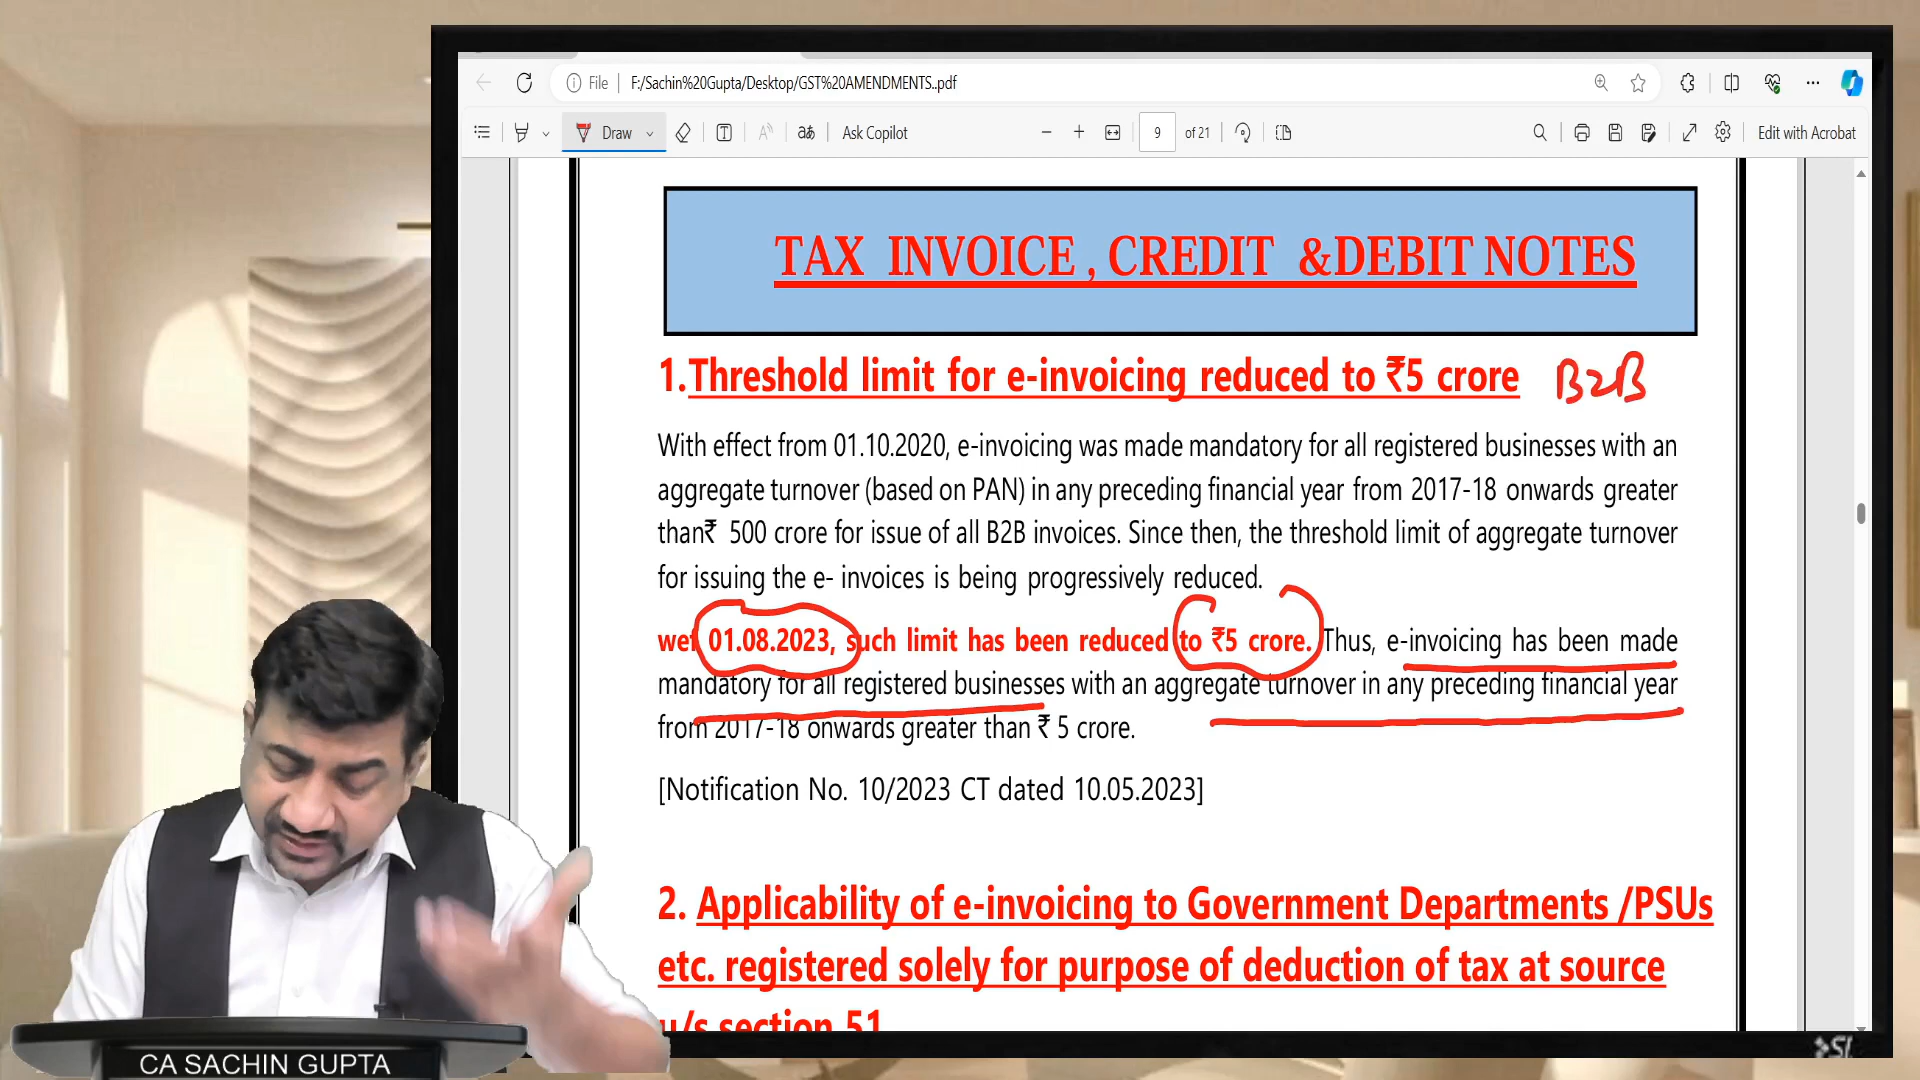 File | F:/Sachin%20Gupta/Desktop/GST%20AMENDMENTS..pdf
Draw
Ask Copilot
9 of 21
Edit with Acrobat
TAX INVOICE , CREDIT &DEBIT NOTES
1.Threshold limit for e-invoicing reduced to ₹5 crore B2B
With effect from 01.10.2020, e-invoicing was made mandatory for all registered businesses with an
aggregate turnover (based on PAN) in any preceding financial year from 2017-18 onwards greater
than₹ 500 crore for issue of all B2B invoices. Since then, the threshold limit of aggregate turnover
for issuing the e- invoices is being progressively reduced.
wef 01.08.2023, such limit has been reduced to ₹5 crore. Thus, e-invoicing has been made
mandatory for all registered businesses with an aggregate turnover in any preceding financial year
from 2017-18 onwards greater than ₹ 5 crore.
[Notification No. 10/2023 CT dated 10.05.2023]
2. Applicability of e-invoicing to Government Departments /PSUs
etc. registered solely for purpose of deduction of tax at source
u/s section 51
CA SACHIN GUPTA